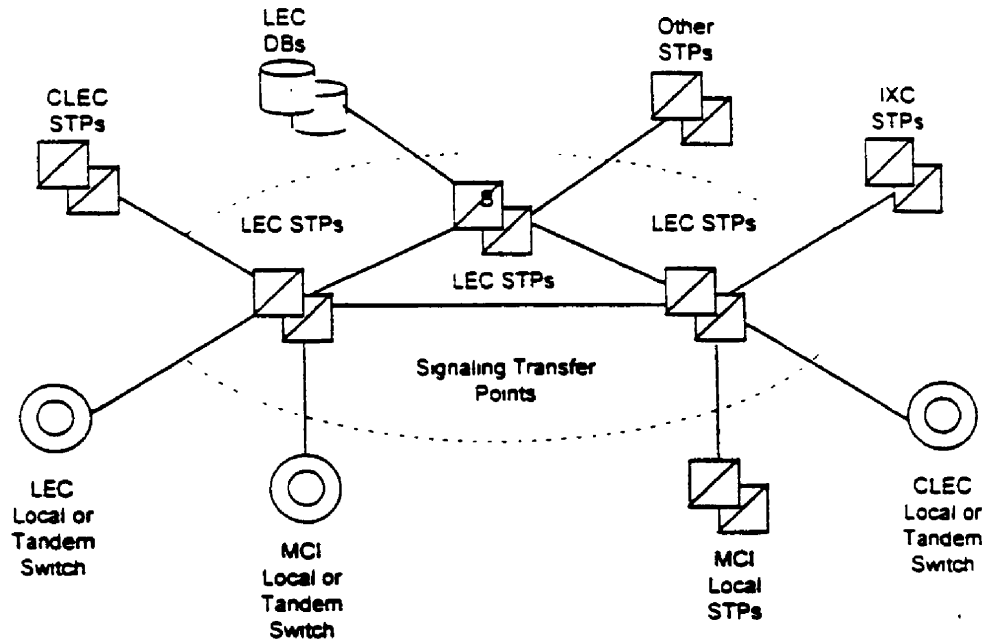 LEC
DBs
Other
STPs
CLEC
STPs
IXC
STPs
LEC STPs
LEC STPs
LEC STPs
Signaling Transfer
Points
LEC
Local or
Tandem
Switch
MCI
Local or
Tandem
Switch
MCI
Local
STPs
CLEC
Local or
Tandem
Switch